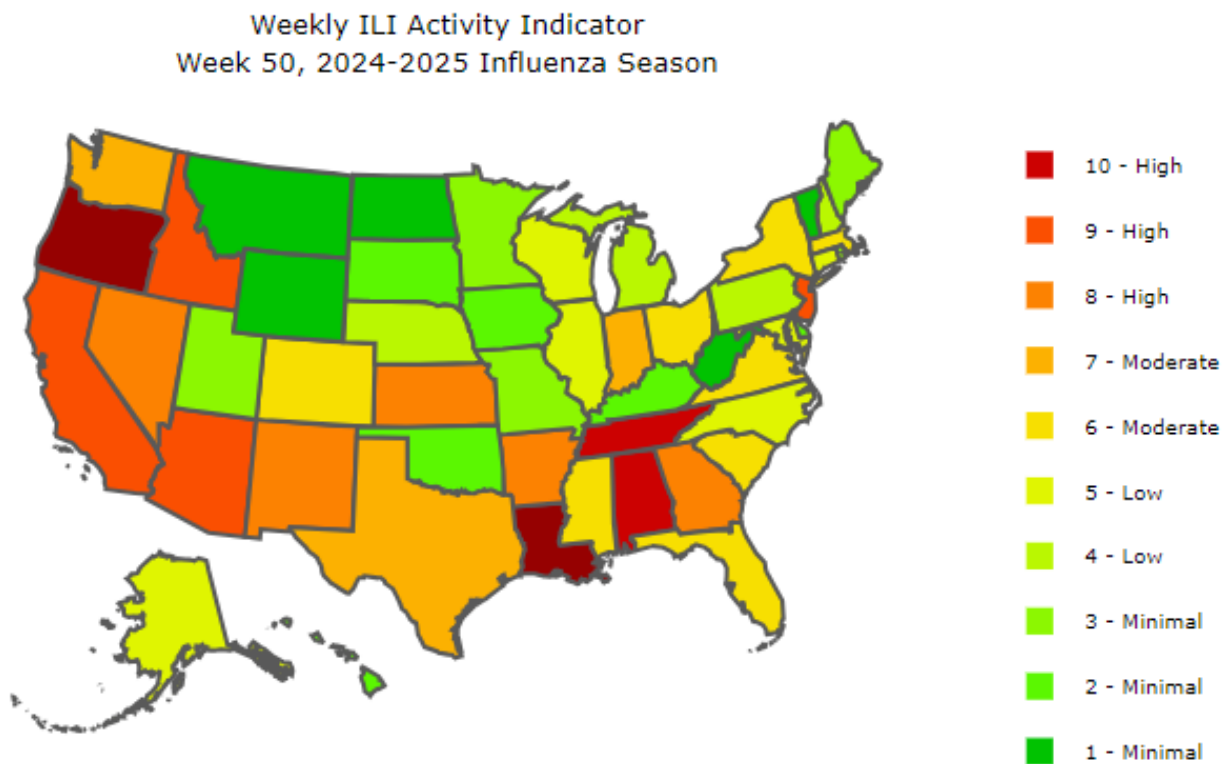 Weekly ILI Activity Indicator
Week 50, 2024-2025 Influenza Season
10 - High
9 - High
8 - High
7 - Moderate
6 - Moderate
5 - Low
4 - Low
3 - Minimal
2 - Minimal
1 - Minimal